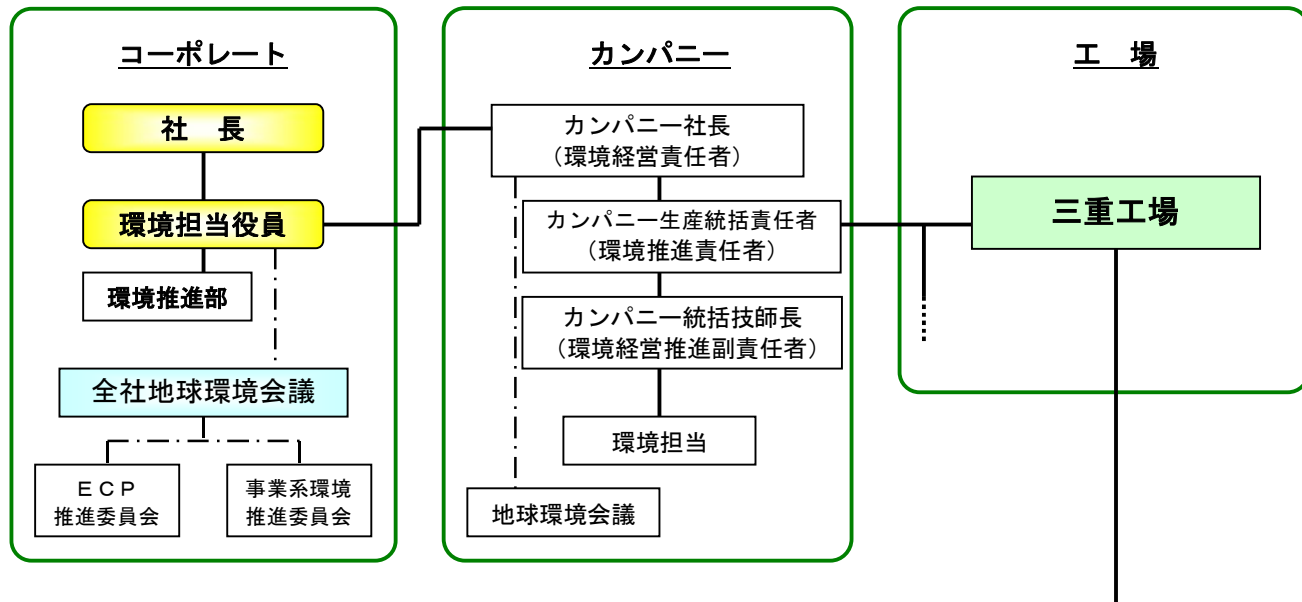 コーポレート
社　長
環境担当役員
環境推進部
全社地球環境会議
ＥＣＰ
推進委員会
事業系環境
推進委員会
カンパニー
カンパニー社長
（環境経営責任者）
カンパニー生産統括責任者
（環境推進責任者）
カンパニー統括技師長
（環境経営推進副責任者）
環境担当
地球環境会議
工　場
三重工場